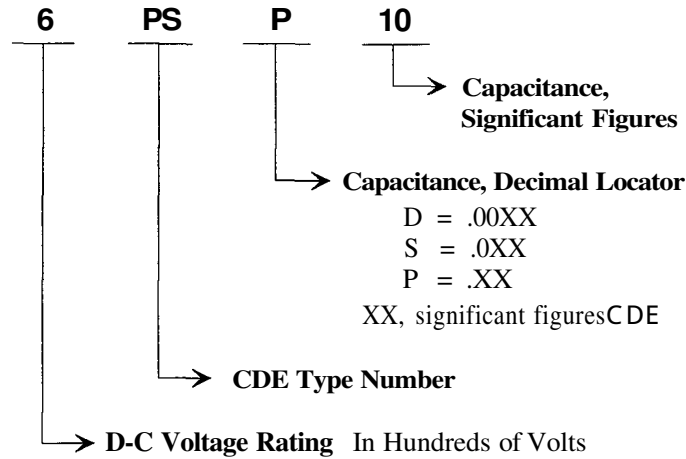 6 PS P 10
Capacitance,
Significant Figures
Capacitance, Decimal Locator
D = .00XX
S = .0XX
P = .XX
XX, significant figuresCDE
CDE Type Number
D-C Voltage Rating In Hundreds of Volts